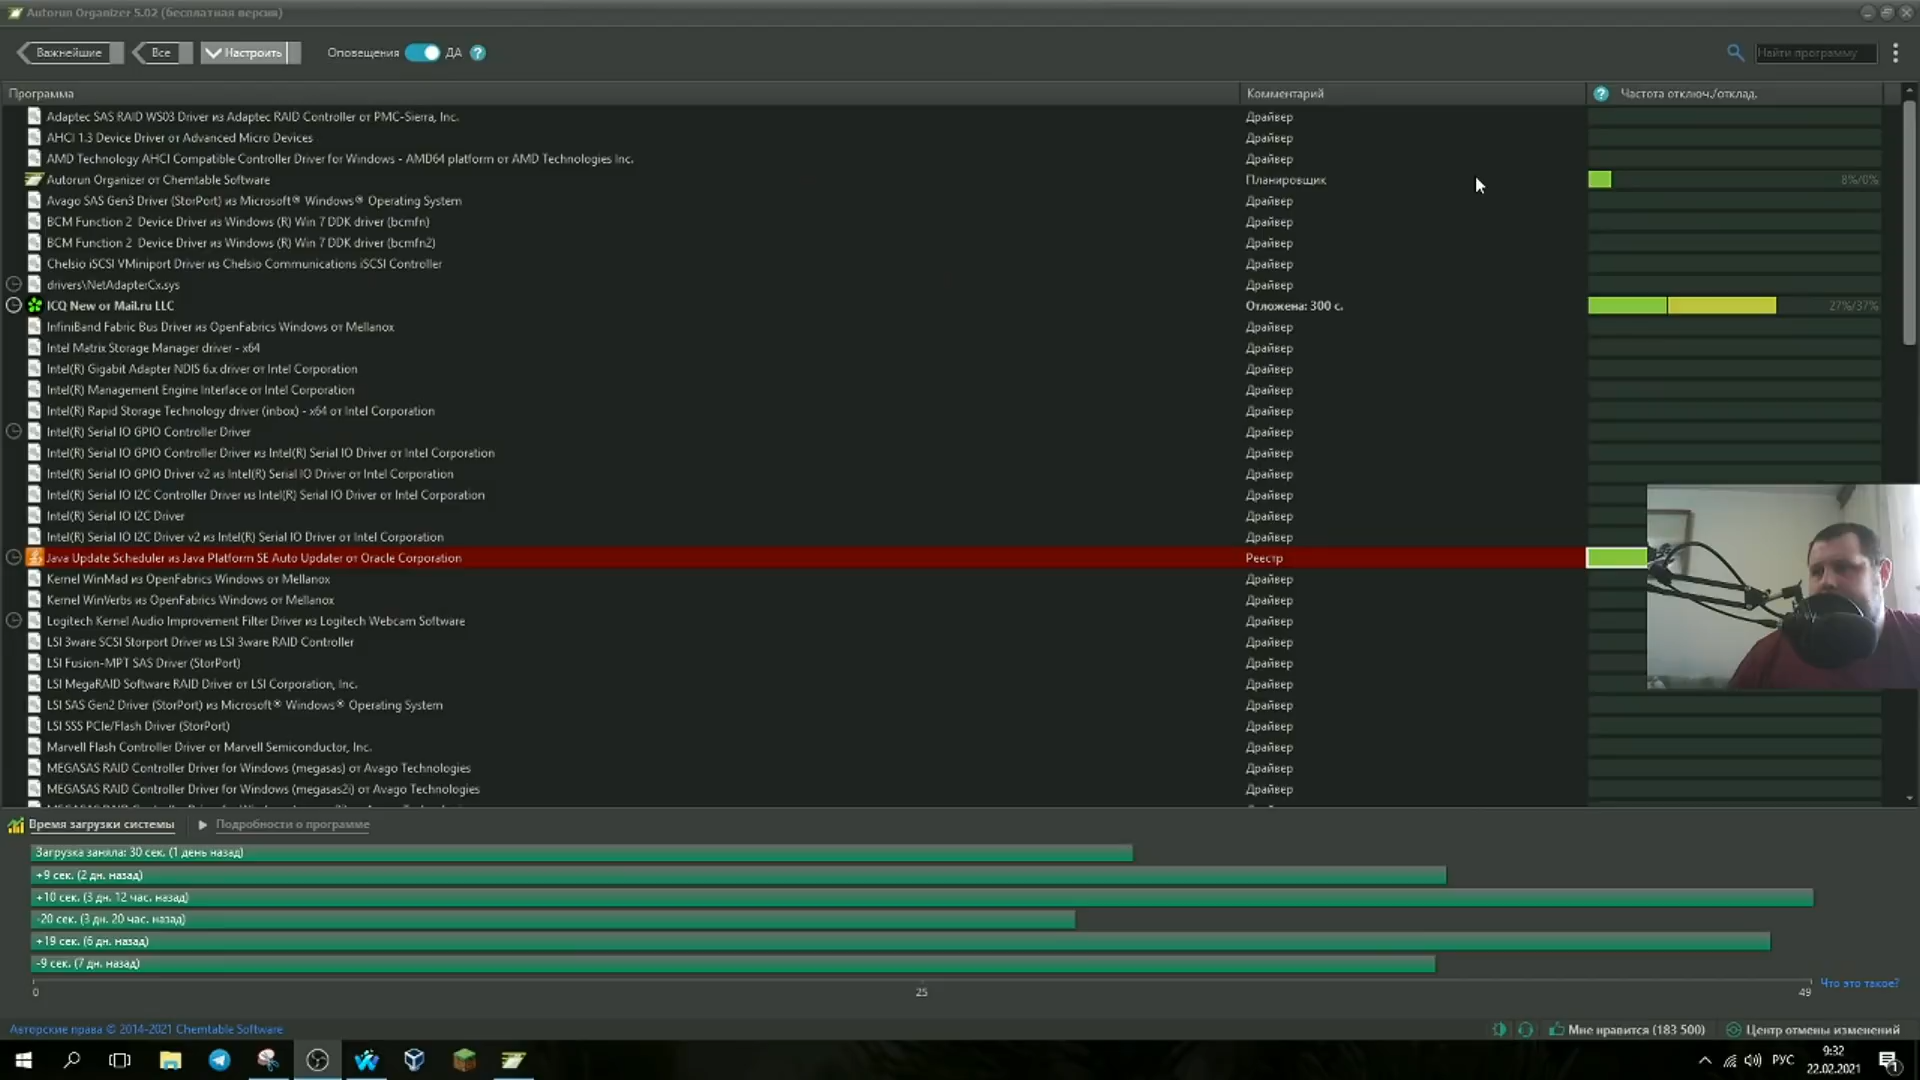 Autorun Organizer 5.02 (бесплатная версия)
Важнейшие
Все
Настроить
Оповещения
ДА
?
Найти программу
Программа
Комментарий
? Частота отключ./отклад.
Adaptec SAS RAID WS03 Driver из Adaptec RAID Controller от PMC-Sierra, Inc. Драйвер
AHCI 1.3 Device Driver от Advanced Micro Devices Драйвер
AMD Technology AHCI Compatible Controller Driver for Windows - AMD64 platform от AMD Technologies Inc. Драйвер
Autorun Organizer от Chemtable Software Планировщик 8%/0%
Avago SAS Gen3 Driver (StorPort) из Microsoft® Windows® Operating System Драйвер
BCM Function 2 Device Driver из Windows (R) Win 7 DDK driver (bcmfn) Драйвер
BCM Function 2 Device Driver из Windows (R) Win 7 DDK driver (bcmfn2) Драйвер
Chelsio iSCSI VMiniport Driver из Chelsio Communications iSCSI Controller Драйвер
drivers\NetAdapterCx.sys Драйвер
ICQ New от Mail.ru LLC Отложена: 300 с. 27%/37%
InfiniBand Fabric Bus Driver из OpenFabrics Windows от Mellanox Драйвер
Intel Matrix Storage Manager driver - x64 Драйвер
Intel(R) Gigabit Adapter NDIS 6.x driver от Intel Corporation Драйвер
Intel(R) Management Engine Interface от Intel Corporation Драйвер
Intel(R) Rapid Storage Technology driver (inbox) - x64 от Intel Corporation Драйвер
Intel(R) Serial IO GPIO Controller Driver Драйвер
Intel(R) Serial IO GPIO Controller Driver из Intel(R) Serial IO Driver от Intel Corporation Драйвер
Intel(R) Serial IO GPIO Driver v2 из Intel(R) Serial IO Driver от Intel Corporation Драйвер
Intel(R) Serial IO I2C Controller Driver из Intel(R) Serial IO Driver от Intel Corporation Драйвер
Intel(R) Serial IO I2C Driver Драйвер
Intel(R) Serial IO I2C Driver v2 из Intel(R) Serial IO Driver от Intel Corporation Драйвер
Java Update Scheduler из Java Platform SE Auto Updater от Oracle Corporation Реестр
Kernel WinMad из OpenFabrics Windows от Mellanox Драйвер
Kernel WinVerbs из OpenFabrics Windows от Mellanox Драйвер
Logitech Kernel Audio Improvement Filter Driver из Logitech Webcam Software Драйвер
LSI 3ware SCSI Storport Driver из LSI 3ware RAID Controller Драйвер
LSI Fusion-MPT SAS Driver (StorPort) Драйвер
LSI MegaRAID Software RAID Driver от LSI Corporation, Inc. Драйвер
LSI SAS Gen2 Driver (StorPort) из Microsoft® Windows® Operating System Драйвер
LSI SSS PCIe/Flash Driver (StorPort) Драйвер
Marvell Flash Controller Driver от Marvell Semiconductor, Inc. Драйвер
MEGASAS RAID Controller Driver for Windows (megasas) от Avago Technologies Драйвер
MEGASAS RAID Controller Driver for Windows (megasas2i) от Avago Technologies Драйвер
Время загрузки системы
Подробности о программе
Загрузка заняла: 30 сек. (1 день назад)
+9 сек. (2 дн. назад)
+10 сек. (3 дн. 12 час. назад)
-20 сек. (3 дн. 20 час. назад)
+19 сек. (6 дн. назад)
-9 сек. (7 дн. назад)
0 25 49
Что это такое?
Авторские права © 2014-2021 Chemtable Software
Мне нравится (183 500)
Центр отмены изменений
РУС
9:32
22.02.2021
1